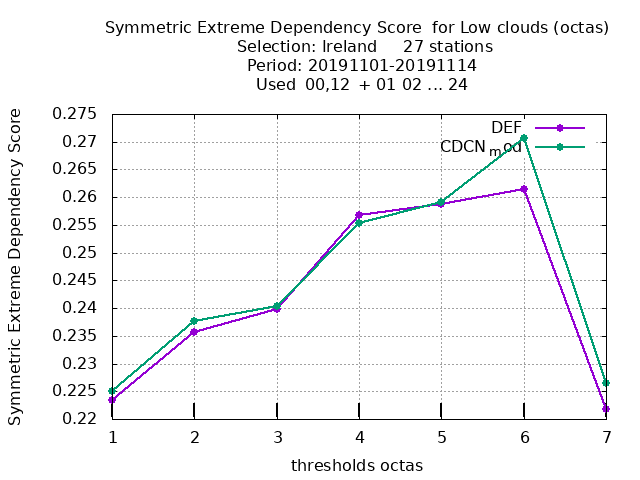 Symmetric Extreme Dependency Score for Low clouds (octas)
Selection: Ireland 27 stations
Period: 20191101-20191114
Used 00,12 + 01 02 ... 24
Symmetric Extreme Dependency Score
0.275
0.27
0.265
0.26
0.255
0.25
0.245
0.24
0.235
0.23
0.225
0.22
DEF
CDCNmod
1 2 3 4 5 6 7
thresholds octas